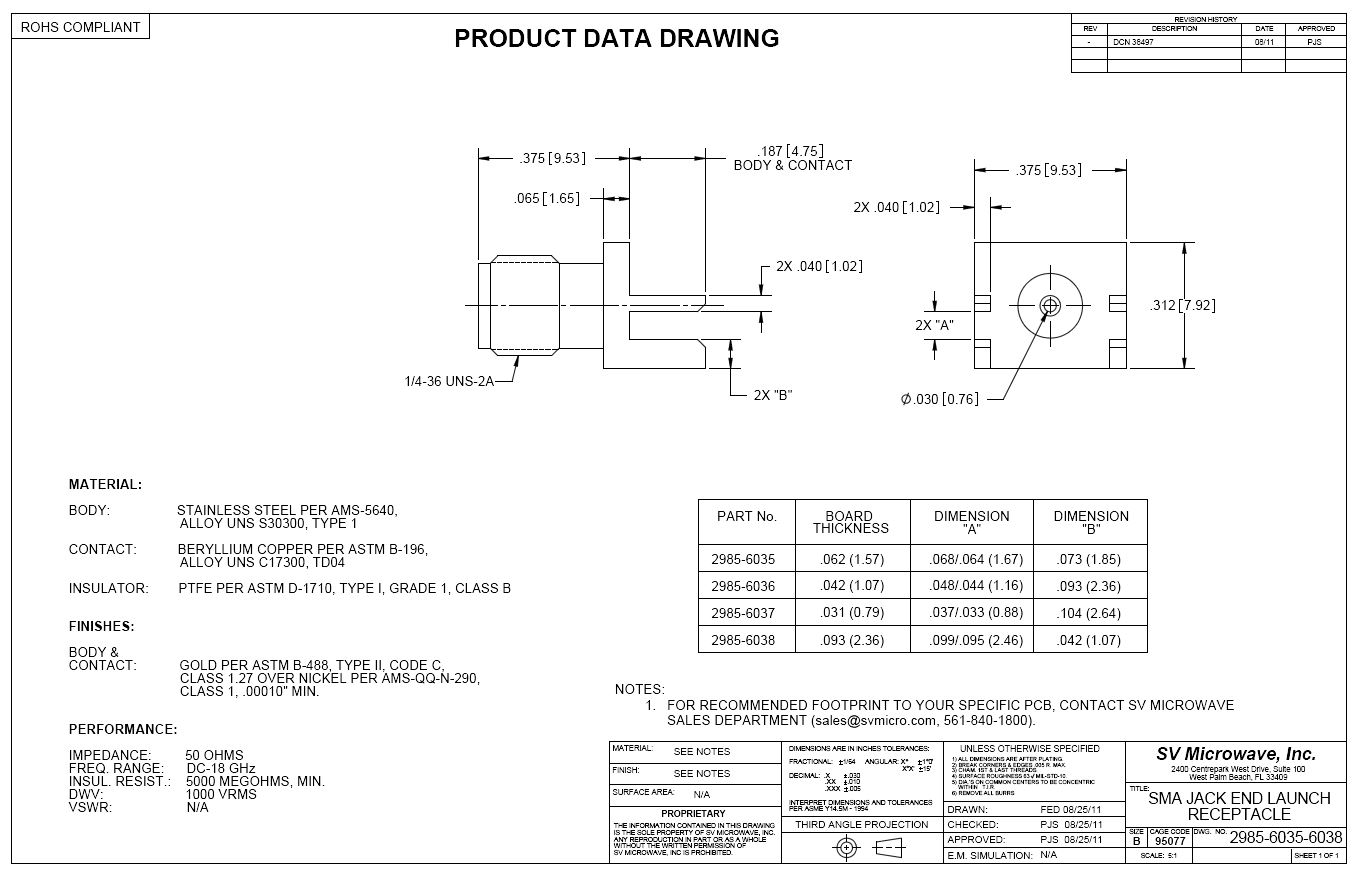 ROHS COMPLIANT
PRODUCT DATA DRAWING
REVISION HISTORY
REV DESCRIPTION DATE APPROVED
- DCN 38497 08/11 PJS
.375 [9.53]
.187 [4.75]
BODY & CONTACT
.065 [1.65]
2X .040 [1.02]
1/4-36 UNS-2A
2X "B"
.375 [9.53]
2X .040 [1.02]
2X "A"
.312 [7.92]
Ø.030 [0.76]
MATERIAL:
BODY: STAINLESS STEEL PER AMS-5640,
ALLOY UNS S30300, TYPE 1
CONTACT: BERYLLIUM COPPER PER ASTM B-196,
ALLOY UNS C17300, TD04
INSULATOR: PTFE PER ASTM D-1710, TYPE I, GRADE 1, CLASS B
FINISHES:
BODY &
CONTACT: GOLD PER ASTM B-488, TYPE II, CODE C,
CLASS 1.27 OVER NICKEL PER AMS-QQ-N-290,
CLASS 1, .00010" MIN.
PERFORMANCE:
IMPEDANCE: 50 OHMS
FREQ. RANGE: DC-18 GHz
INSUL. RESIST.: 5000 MEGOHMS, MIN.
DWV: 1000 VRMS
VSWR: N/A
PART No. BOARD THICKNESS DIMENSION "A" DIMENSION "B"
2985-6035 .062 (1.57) .068/.064 (1.67) .073 (1.85)
2985-6036 .042 (1.07) .048/.044 (1.16) .093 (2.36)
2985-6037 .031 (0.79) .037/.033 (0.88) .104 (2.64)
2985-6038 .093 (2.36) .099/.095 (2.46) .042 (1.07)
NOTES:
1. FOR RECOMMENDED FOOTPRINT TO YOUR SPECIFIC PCB, CONTACT SV MICROWAVE
SALES DEPARTMENT (sales@svmicro.com, 561-840-1800).
MATERIAL: SEE NOTES
FINISH: SEE NOTES
SURFACE AREA: N/A
PROPRIETARY
THE INFORMATION CONTAINED IN THIS DRAWING
IS THE SOLE PROPERTY OF SV MICROWAVE, INC.
ANY REPRODUCTION IN PART OR AS A WHOLE
WITHOUT THE WRITTEN PERMISSION OF
SV MICROWAVE, INC IS PROHIBITED.
DIMENSIONS ARE IN INCHES TOLERANCES:
FRACTIONAL: ±1/64 ANGULAR: X° ±1°0'
X°X' ±15'
DECIMAL: .X ±.030
.XX ±.010
.XXX ±.005
INTERPRET DIMENSIONS AND TOLERANCES
PER ASME Y14.5M - 1994
THIRD ANGLE PROJECTION
UNLESS OTHERWISE SPECIFIED
1) ALL DIMENSIONS ARE AFTER PLATING.
2) BREAK CORNERS & EDGES .005 R. MAX.
3) CHAM. 1ST & LAST THREADS.
4) SURFACE ROUGHNESS 63 √ MIL-STD-10.
5) DIA.'S ON COMMON CENTERS TO BE CONCENTRIC
WITHIN T.I.R.
6) REMOVE ALL BURRS
DRAWN: FED 08/25/11
CHECKED: PJS 08/25/11
APPROVED: PJS 08/25/11
E.M. SIMULATION: N/A
SV Microwave, Inc.
2400 Centrepark West Drive, Suite 100
West Palm Beach, FL 33409
TITLE:
SMA JACK END LAUNCH
RECEPTACLE
SIZE B CAGE CODE 95077 DWG. NO. 2985-6035-6038
SCALE: 5:1 SHEET 1 OF 1